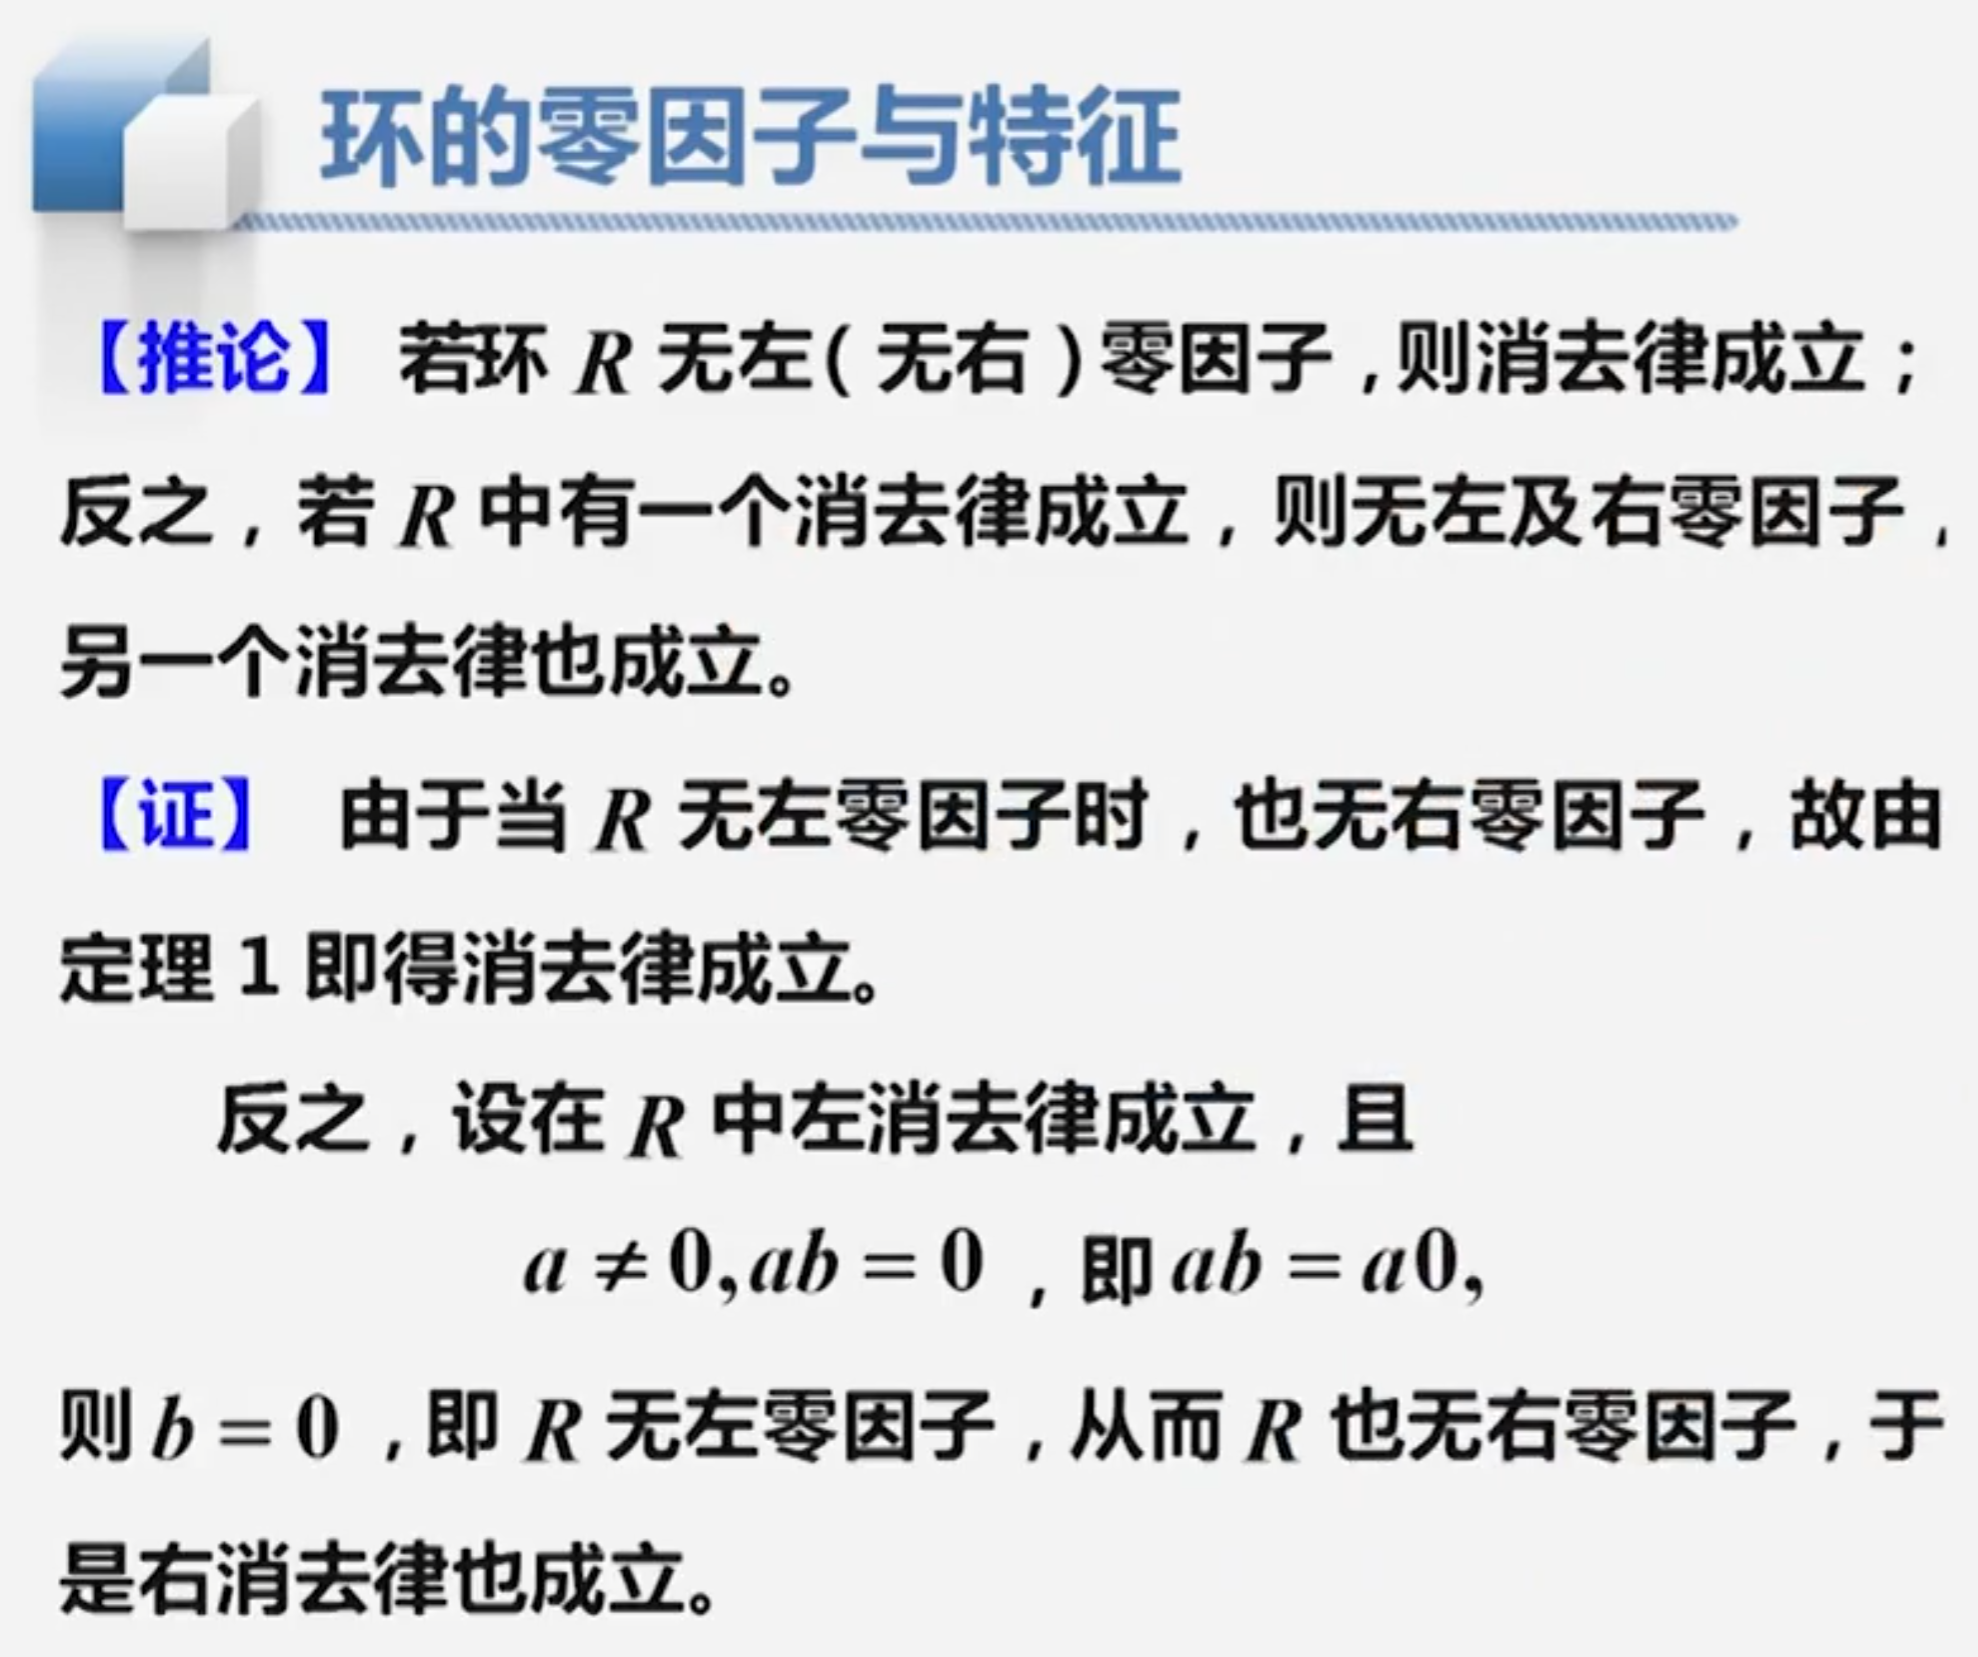 环的零因子与特征
【推论】 若环 R 无左( 无右 )零因子,则消去律成立；
反之，若 R 中有一个消去律成立，则无左及右零因子，
另一个消去律也成立。
【证】 由于当 R 无左零因子时，也无右零因子，故由
定理 1 即得消去律成立。
反之，设在 R 中左消去律成立，且
a ≠ 0, ab = 0 ，即 ab = a0,
则 b = 0 ,即 R 无左零因子,从而 R 也无右零因子,于
是右消去律也成立。